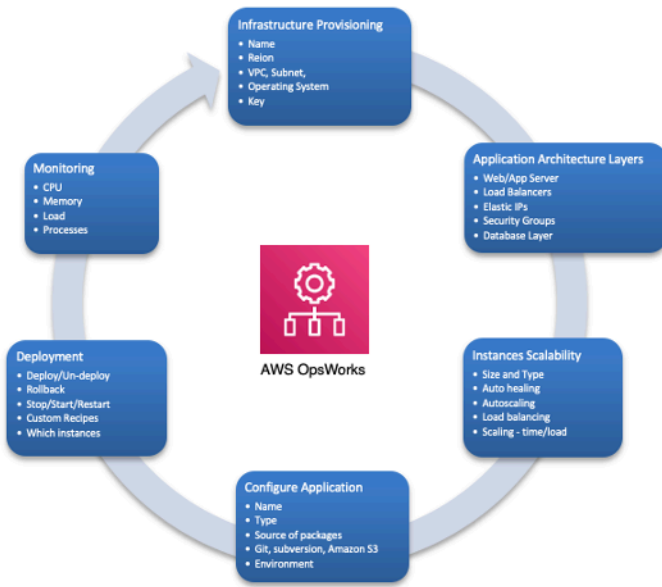 Infrastructure Provisioning
• Name
• Reion
• VPC, Subnet,
• Operating System
• Key
Application Architecture Layers
• Web/App Server
• Load Balancers
• Elastic IPs
• Security Groups
• Database Layer
Instances Scalability
• Size and Type
• Auto healing
• Autoscaling
• Load balancing
• Scaling - time/load
Configure Application
• Name
• Type
• Source of packages
• Git, subversion, Amazon S3
• Environment
Deployment
• Deploy/Un-deploy
• Rollback
• Stop/Start/Restart
• Custom Recipes
• Which instances
Monitoring
• CPU
• Memory
• Load
• Processes
AWS OpsWorks